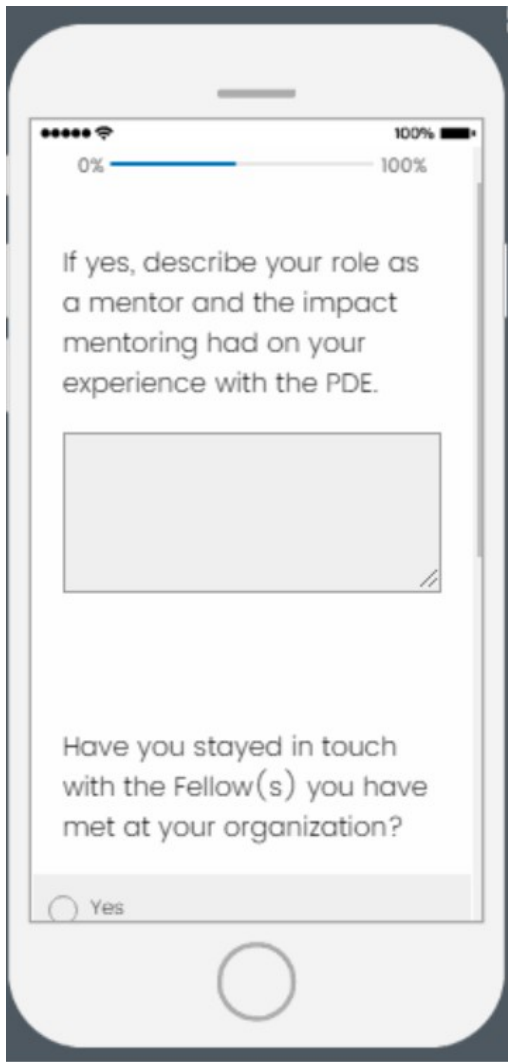 100%
0% 100%
If yes, describe your role as
a mentor and the impact
mentoring had on your
experience with the PDE.
Have you stayed in touch
with the Fellow(s) you have
met at your organization?
Yes